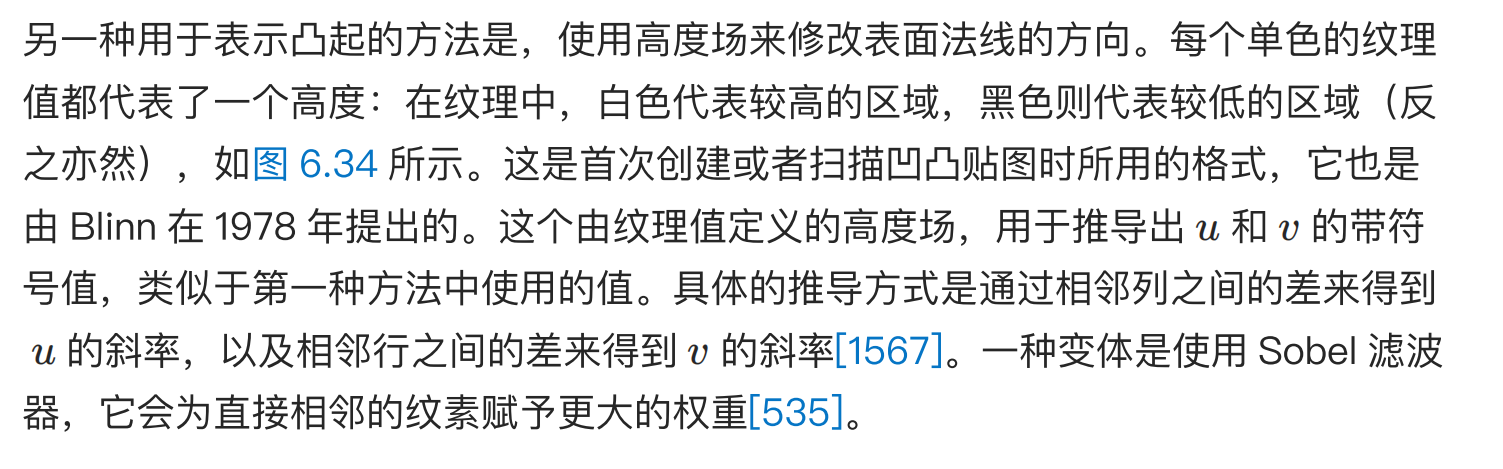 另一种用于表示凸起的方法是，使用高度场来修改表面法线的方向。每个单色的纹理
值都代表了一个高度：在纹理中，白色代表较高的区域，黑色则代表较低的区域（反
之亦然），如图 6.34 所示。这是首次创建或者扫描凹凸贴图时所用的格式，它也是
由 Blinn 在 1978 年提出的。这个由纹理值定义的高度场，用于推导出 u 和 v 的带符
号值，类似于第一种方法中使用的值。具体的推导方式是通过相邻列之间的差来得到
u 的斜率，以及相邻行之间的差来得到 v 的斜率[1567]。一种变体是使用 Sobel 滤波
器，它会为直接相邻的纹素赋予更大的权重[535]。